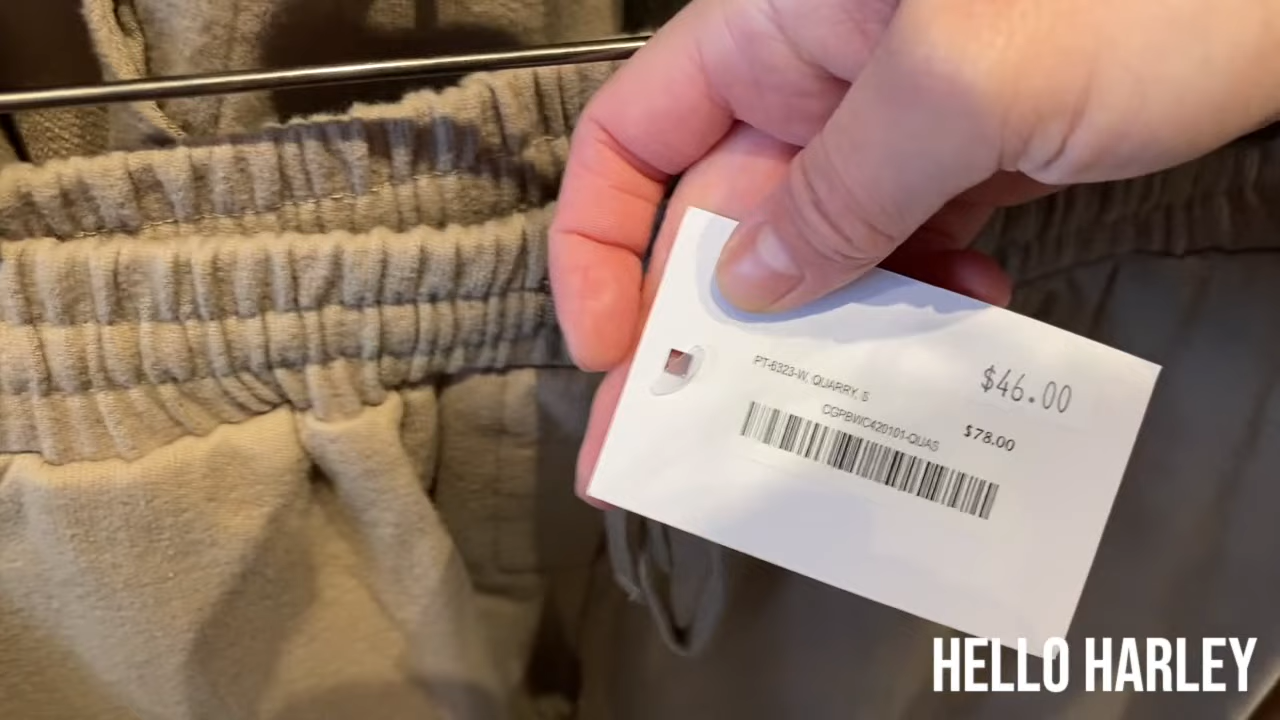 PT-6323-W, QUARRY, S
$46.00
CGPBWC420101-QUAS
$78.00
HELLO HARLEY